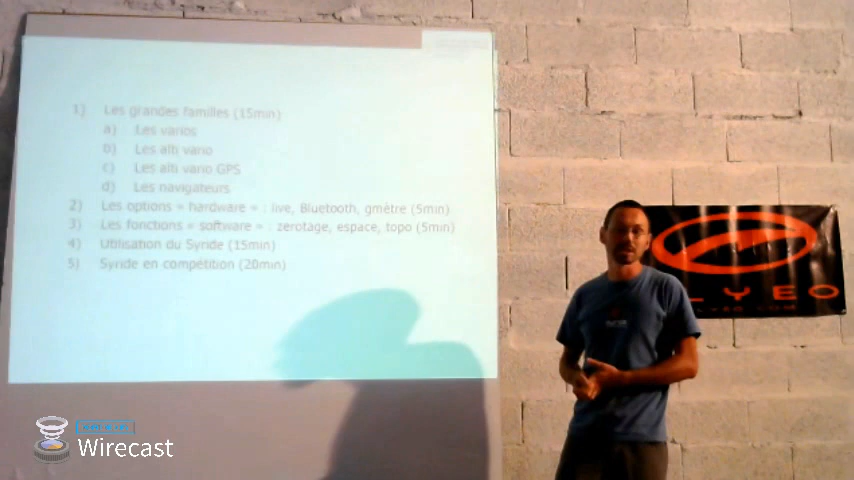 1) Les grandes familles (15min)
a) Les varios
b) Les alti vario
c) Les alti vario GPS
d) Les navigateurs
2) Les options « hardware » : live, Bluetooth, gmètre (5min)
3) Les fonctions « software » : zerotage, espace, topo (5min)
4) Utilisation du Syride (15min)
5) Syride en compétition (20min)
LYEO
Wirecast